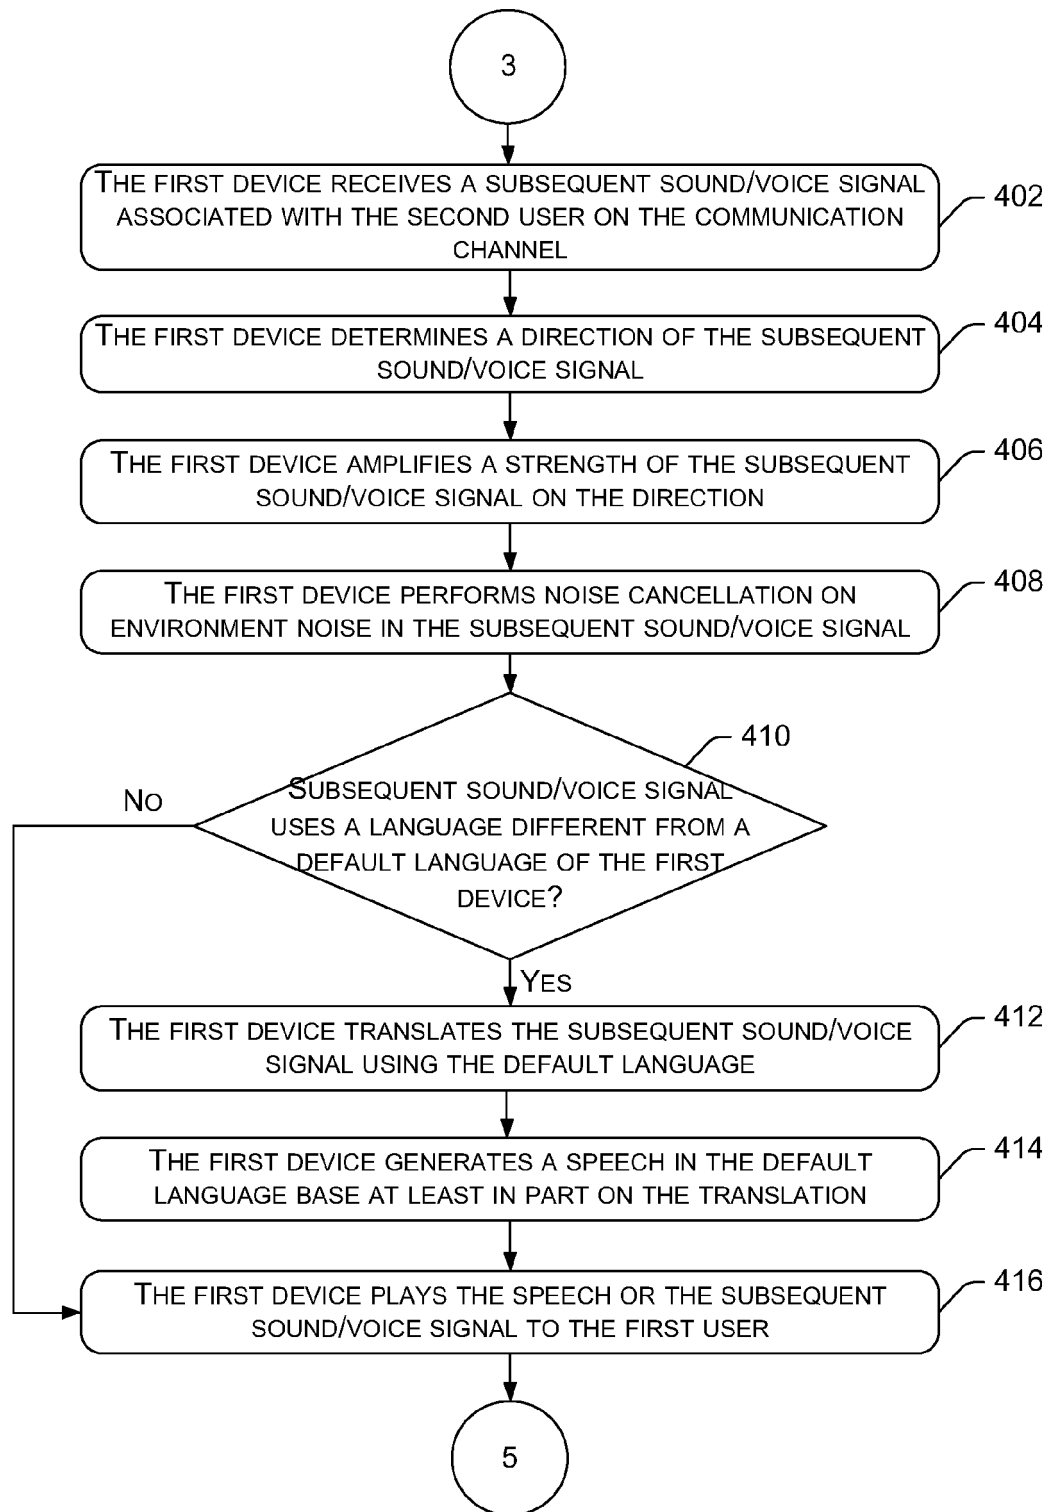 3
THE FIRST DEVICE RECEIVES A SUBSEQUENT SOUND/VOICE SIGNAL
ASSOCIATED WITH THE SECOND USER ON THE COMMUNICATION
CHANNEL
402
THE FIRST DEVICE DETERMINES A DIRECTION OF THE SUBSEQUENT
SOUND/VOICE SIGNAL
404
THE FIRST DEVICE AMPLIFIES A STRENGTH OF THE SUBSEQUENT
SOUND/VOICE SIGNAL ON THE DIRECTION
406
THE FIRST DEVICE PERFORMS NOISE CANCELLATION ON
ENVIRONMENT NOISE IN THE SUBSEQUENT SOUND/VOICE SIGNAL
408
410
NO
SUBSEQUENT SOUND/VOICE SIGNAL
USES A LANGUAGE DIFFERENT FROM A
DEFAULT LANGUAGE OF THE FIRST
DEVICE?
YES
THE FIRST DEVICE TRANSLATES THE SUBSEQUENT SOUND/VOICE
SIGNAL USING THE DEFAULT LANGUAGE
412
THE FIRST DEVICE GENERATES A SPEECH IN THE DEFAULT
LANGUAGE BASE AT LEAST IN PART ON THE TRANSLATION
414
THE FIRST DEVICE PLAYS THE SPEECH OR THE SUBSEQUENT
SOUND/VOICE SIGNAL TO THE FIRST USER
416
5